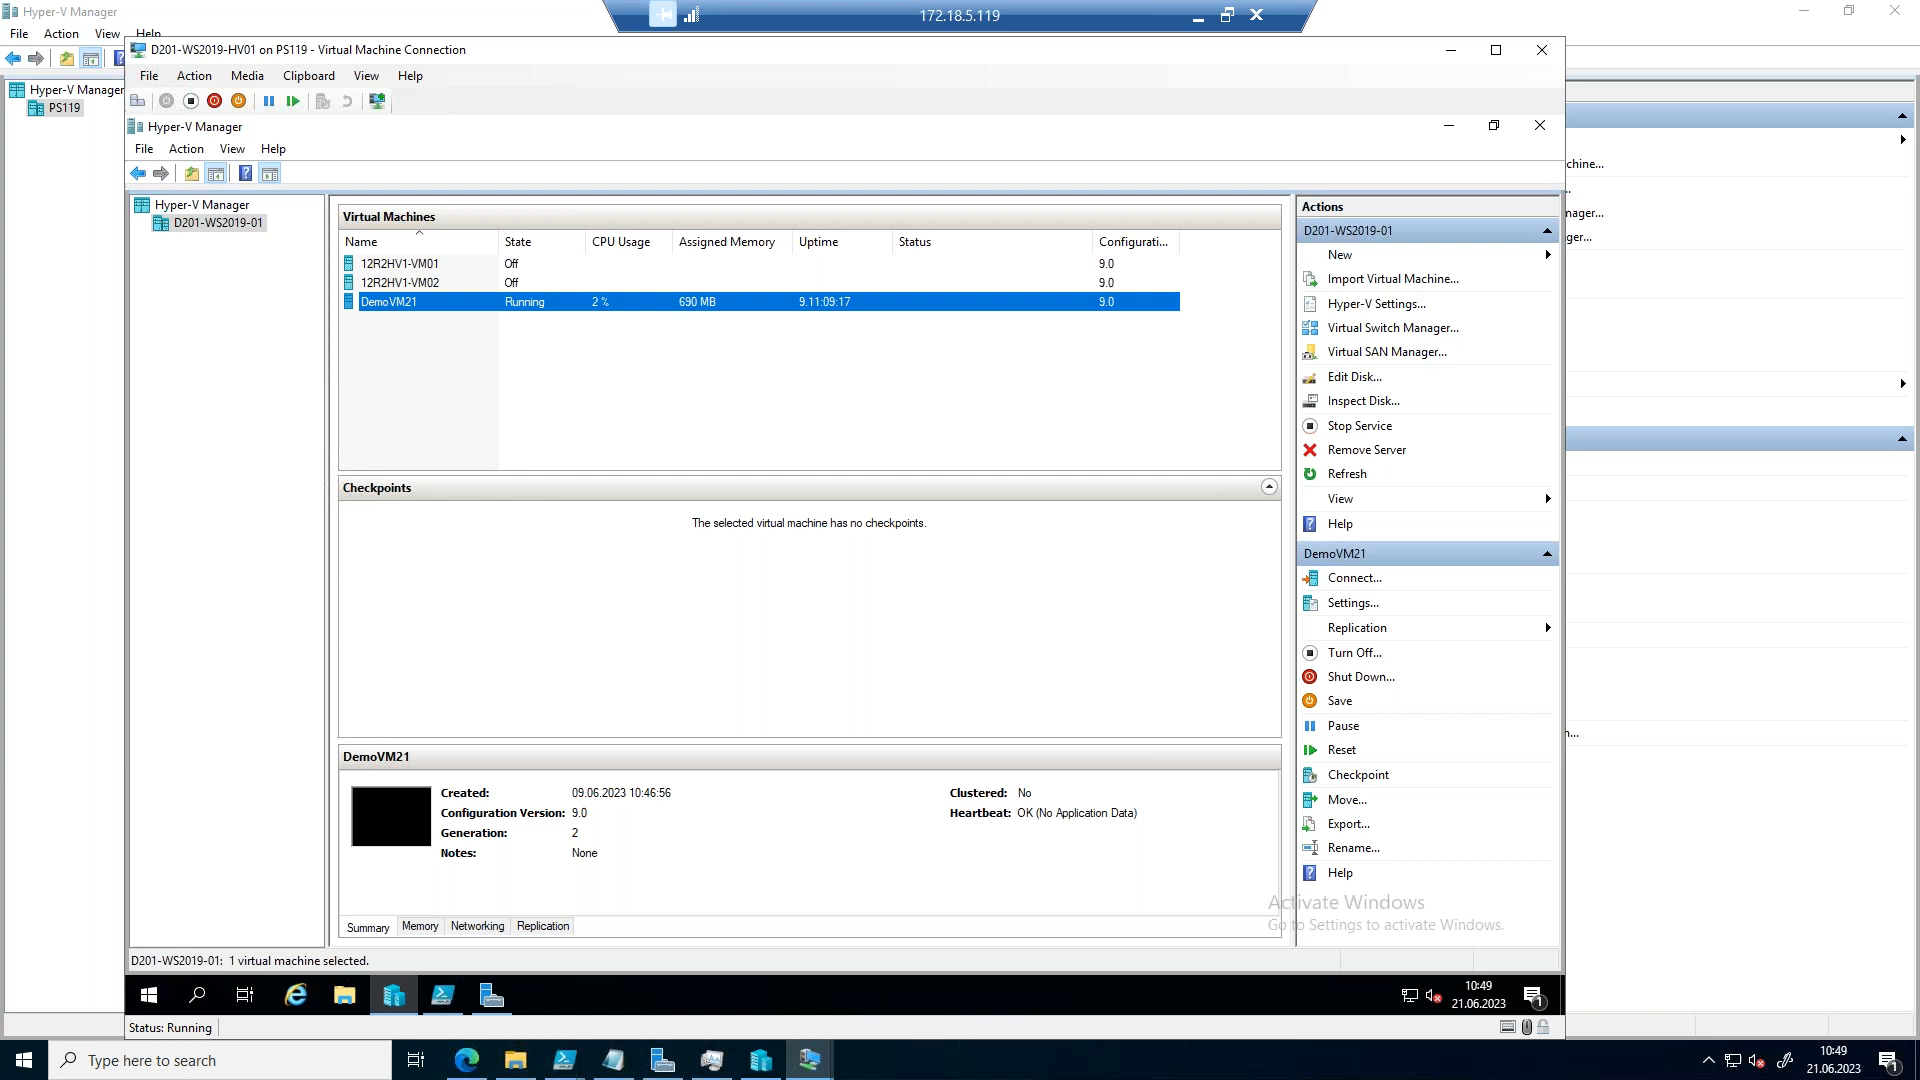 Hyper-V Manager
172.18.5.119
File Action View Help
D201-WS2019-HV01 on PS119 - Virtual Machine Connection
File Action Media Clipboard View Help
Hyper-V Manager
PS119
Hyper-V Manager
File Action View Help
Hyper-V Manager
D201-WS2019-01
Virtual Machines
Name State CPU Usage Assigned Memory Uptime Status Configurati...
12R2HV1-VM01 Off 9.0
12R2HV1-VM02 Off 9.0
DemoVM21 Running 2 % 690 MB 9.11:09:17 9.0
Checkpoints
The selected virtual machine has no checkpoints.
DemoVM21
Created: 09.06.2023 10:46:56
Configuration Version: 9.0
Generation: 2
Notes: None
Clustered: No
Heartbeat: OK (No Application Data)
Summary Memory Networking Replication
Actions
D201-WS2019-01
New
Import Virtual Machine...
Hyper-V Settings...
Virtual Switch Manager...
Virtual SAN Manager...
Edit Disk...
Inspect Disk...
Stop Service
Remove Server
Refresh
View
Help
DemoVM21
Connect...
Settings...
Replication
Turn Off...
Shut Down...
Save
Pause
Reset
Checkpoint
Move...
Export...
Rename...
Help
Activate Windows
Go to Settings to activate Windows.
chine...
nager...
ger...
n...
D201-WS2019-01: 1 virtual machine selected.
10:49
21.06.2023
1
Status: Running
Type here to search
10:49
21.06.2023
1